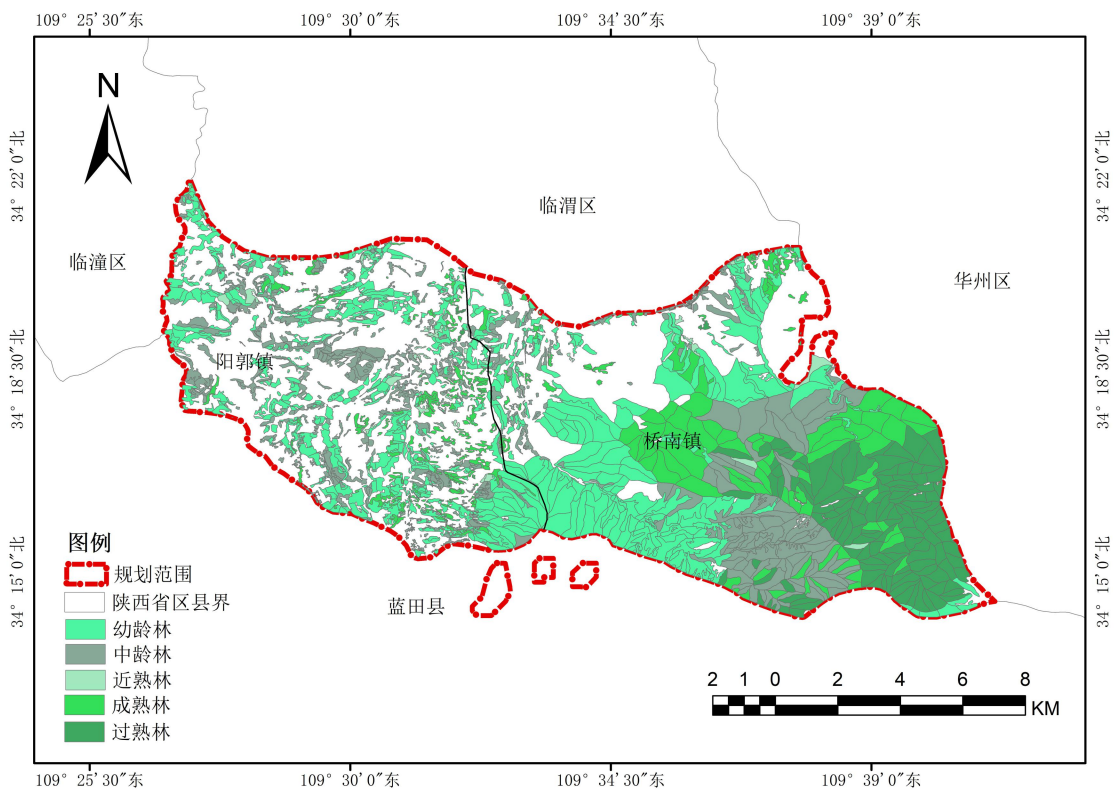 109° 25′30″东
109° 30′0″东
109° 34′30″东
109° 39′0″东
N
34° 22′0″北
34° 22′0″北
临渭区
临潼区
华州区
34° 18′30″北
34° 18′30″北
阳郭镇
桥南镇
34° 15′0″北
34° 15′0″北
图例
规划范围
陕西省区县界
幼龄林
中龄林
近熟林
成熟林
过熟林
蓝田县
2 1 0 2 4 6 8
KM
109° 25′30″东
109° 30′0″东
109° 34′30″东
109° 39′0″东